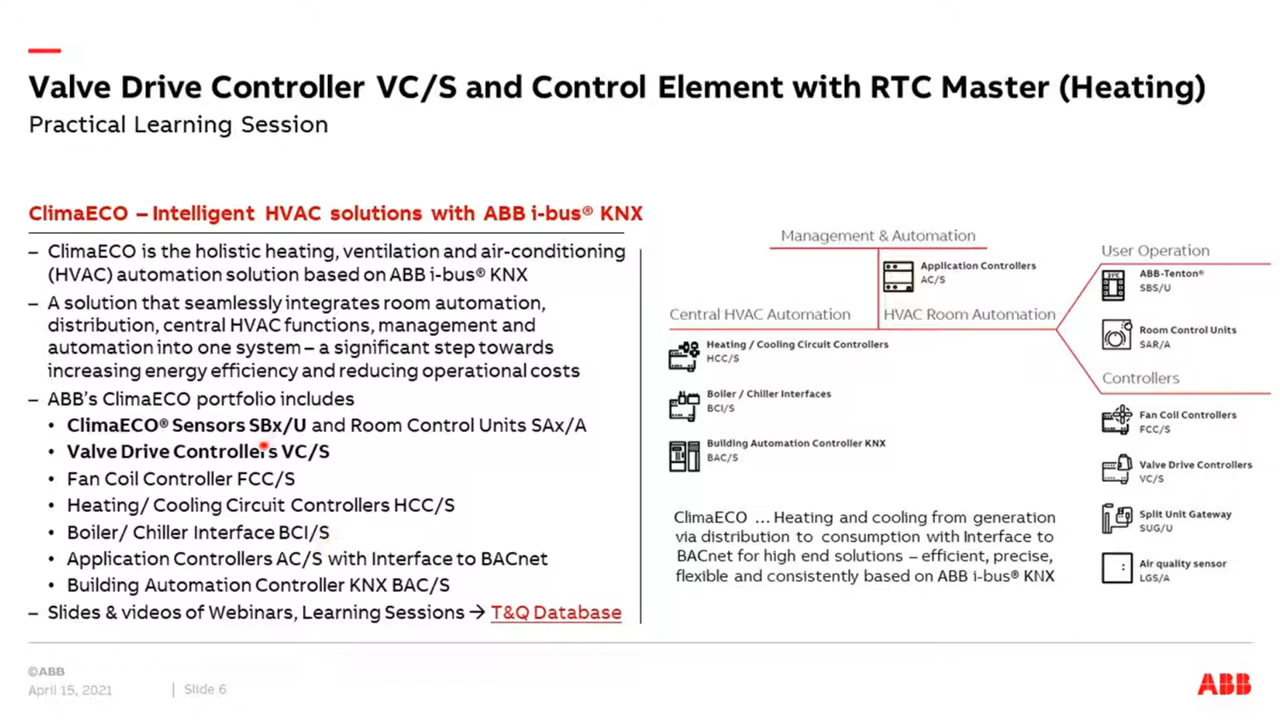 Valve Drive Controller VC/S and Control Element with RTC Master (Heating)
Practical Learning Session
ClimaECO – Intelligent HVAC solutions with ABB i-bus® KNX
– ClimaECO is the holistic heating, ventilation and air-conditioning
(HVAC) automation solution based on ABB i-bus® KNX
– A solution that seamlessly integrates room automation,
distribution, central HVAC functions, management and
automation into one system – a significant step towards
increasing energy efficiency and reducing operational costs
– ABB's ClimaECO portfolio includes
• ClimaECO® Sensors SBx/U and Room Control Units SAx/A
• Valve Drive Controllers VC/S
• Fan Coil Controller FCC/S
• Heating/ Cooling Circuit Controllers HCC/S
• Boiler/ Chiller Interface BCI/S
• Application Controllers AC/S with Interface to BACnet
• Building Automation Controller KNX BAC/S
– Slides & videos of Webinars, Learning Sessions → T&Q Database
Management & Automation
Application Controllers
AC/S
Central HVAC Automation
HVAC Room Automation
Heating / Cooling Circuit Controllers
HCC/S
Boiler / Chiller Interfaces
BCI/S
Building Automation Controller KNX
BAC/S
User Operation
ABB-Tenton®
SBS/U
Room Control Units
SAR/A
Controllers
Fan Coil Controllers
FCC/S
Valve Drive Controllers
VC/S
Split Unit Gateway
SUG/U
Air quality sensor
LGS/A
ClimaECO ... Heating and cooling from generation
via distribution to consumption with Interface to
BACnet for high end solutions – efficient, precise,
flexible and consistently based on ABB i-bus® KNX
©ABB
April 15, 2021
| Slide 6
ABB